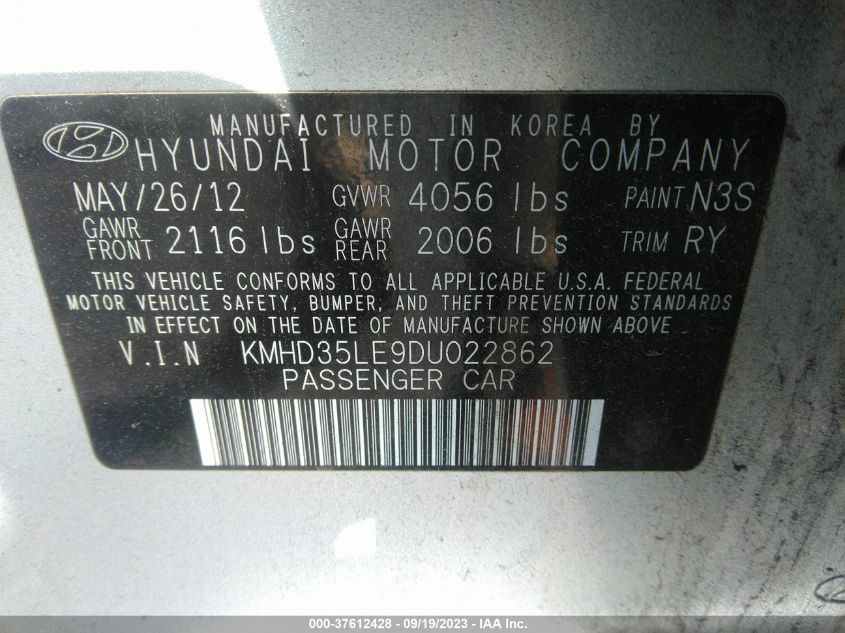 MANUFACTURED IN KOREA BY
HYUNDAI MOTOR COMPANY
MAY/26/12 GVWR 4056 lbs PAINT N3S
GAWR FRONT 2116 lbs GAWR REAR 2006 lbs TRIM RY
THIS VEHICLE CONFORMS TO ALL APPLICABLE U.S.A. FEDERAL
MOTOR VEHICLE SAFETY, BUMPER, AND THEFT PREVENTION STANDARDS
IN EFFECT ON THE DATE OF MANUFACTURE SHOWN ABOVE
V.I.N KMHD35LE9DU022862
PASSENGER CAR
000-37612428 - 09/19/2023 - IAA Inc.